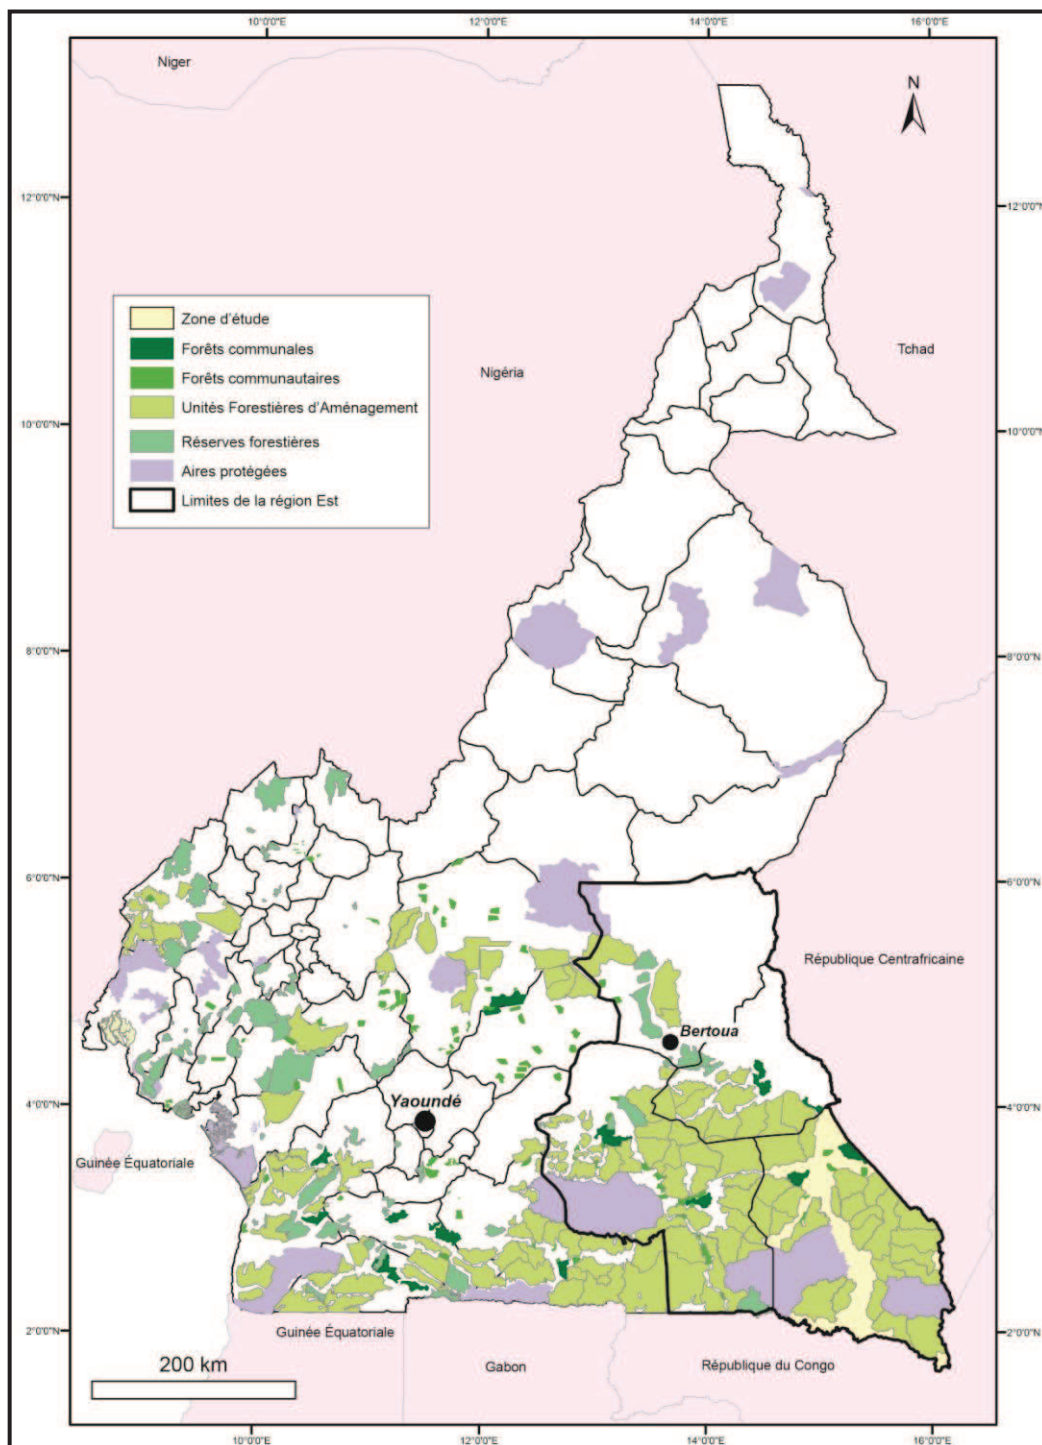 10°0'0"E
12°0'0"E
14°0'0"E
16°0'0"E
Niger
N
12°0'0"N
12°0'0"N
Zone d'étude
Forêts communales
Forêts communautaires
Unités Forestières d'Aménagement
Réserves forestières
Aires protégées
Limites de la région Est
Tchad
Nigéria
10°0'0"N
10°0'0"N
8°0'0"N
8°0'0"N
6°0'0"N
6°0'0"N
République Centrafricaine
Bertoua
Yaoundé
4°0'0"N
4°0'0"N
Guinée Équatoriale
2°0'0"N
2°0'0"N
Guinée Équatoriale
Gabon
République du Congo
200 km
10°0'0"E
12°0'0"E
14°0'0"E
16°0'0"E